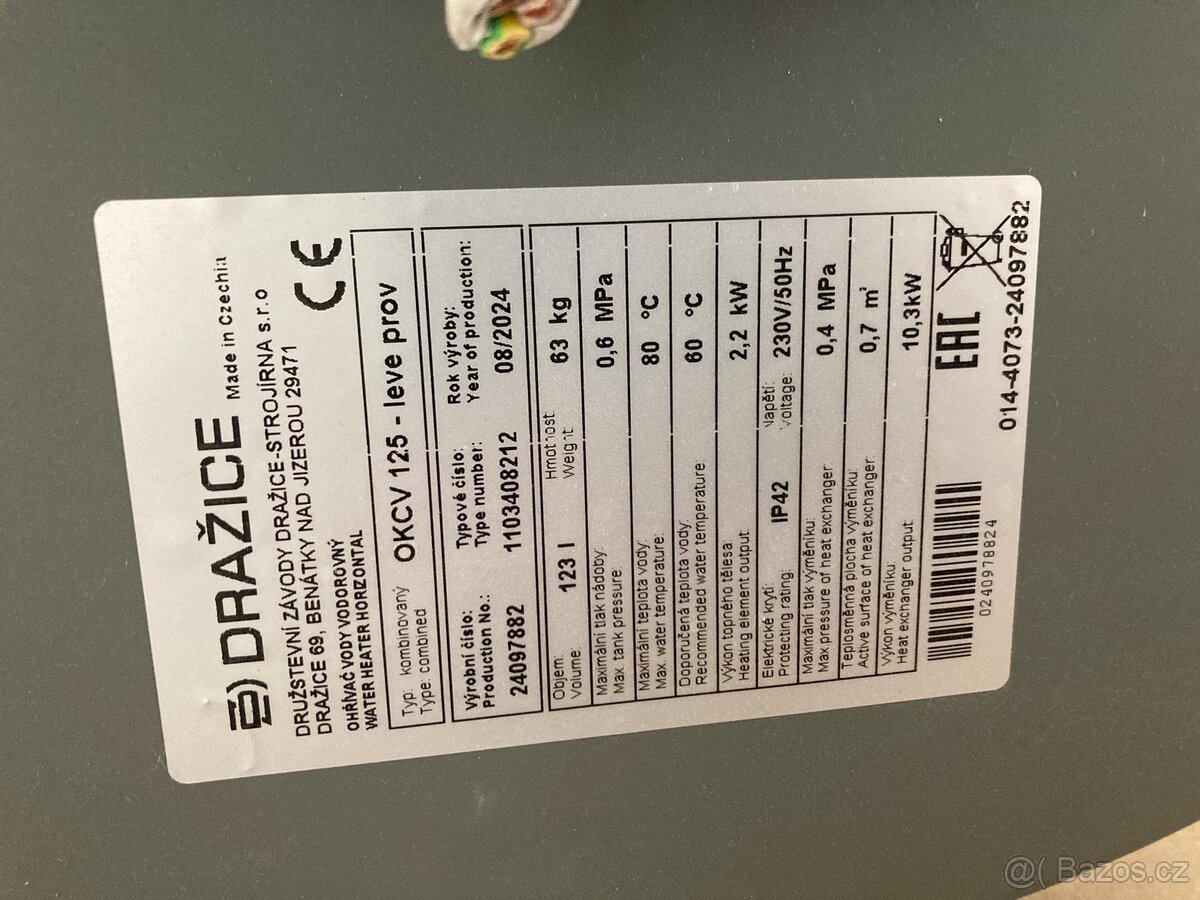 DRAŽICE Made in Czechia
DRUŽSTEVNÍ ZÁVODY DRAŽICE-STROJÍRNA s.r.o
DRAŽICE 69, BENÁTKY NAD JIZEROU 29471
CE
OHŘÍVAČ VODY VODOROVNÝ
WATER HEATER HORIZONTAL
Typ: kombinovaný
Type: combined
OKCV 125 - leve prov
Výrobní číslo:
Production No.:
24097882
Typové číslo:
Type number:
1103408212
Rok výroby:
Year of production:
08/2024
Objem:
Volume:
123 l
Hmotnost:
Weight:
63 kg
Maximální tlak nádoby:
Max. tank pressure:
0,6 MPa
Maximální teplota vody:
Max. water temperature:
80 °C
Doporučená teplota vody:
Recommended water temperature:
60 °C
Výkon topného tělesa:
Heating element output:
2,2 kW
Elektrické krytí:
Protecting rating:
IP42
Napětí:
Voltage:
230V/50Hz
Maximální tlak výměníku:
Max.pressure of heat exchanger:
0,4 MPa
Teplosměnná plocha výměníku:
Active surface of heat exchanger:
0,7 m²
Výkon výměníku:
Heat exchanger output:
10,3kW
0240978824
EAC
014-4073-24097882
@( Bazos.cz